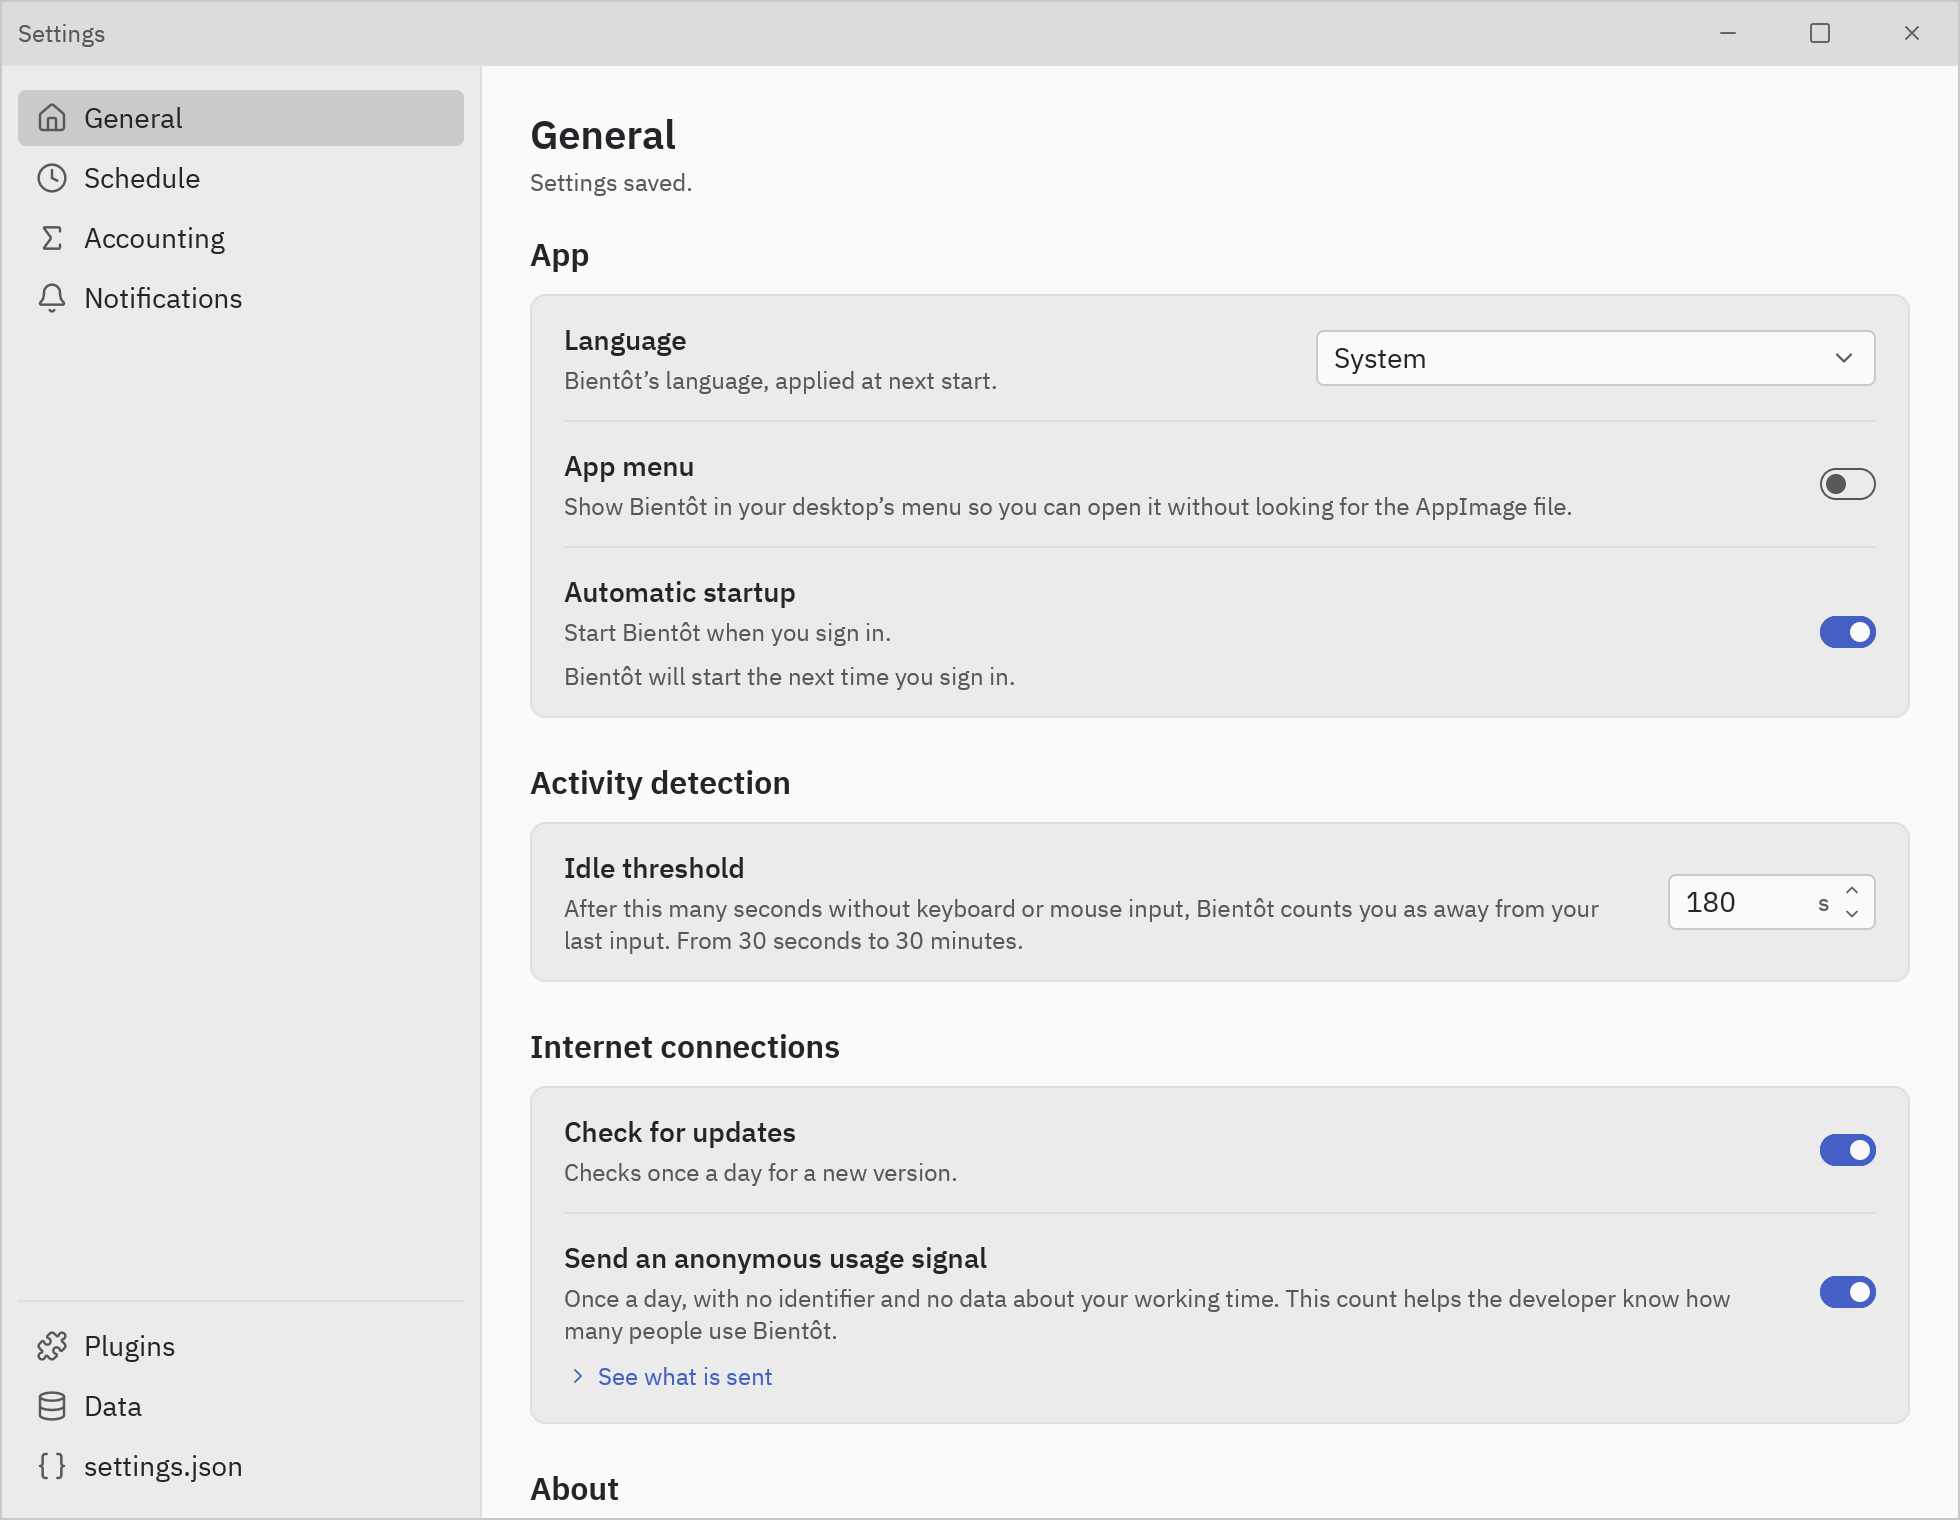 Settings
General
Schedule
Accounting
Notifications
Plugins
Data
settings.json
General
Settings saved.
App
Language
Bientôt’s language, applied at next start.
System
App menu
Show Bientôt in your desktop’s menu so you can open it without looking for the AppImage file.
Automatic startup
Start Bientôt when you sign in.
Bientôt will start the next time you sign in.
Activity detection
Idle threshold
After this many seconds without keyboard or mouse input, Bientôt counts you as away from your
last input. From 30 seconds to 30 minutes.
180 s
Internet connections
Check for updates
Checks once a day for a new version.
Send an anonymous usage signal
Once a day, with no identifier and no data about your working time. This count helps the developer know how
many people use Bientôt.
See what is sent
About